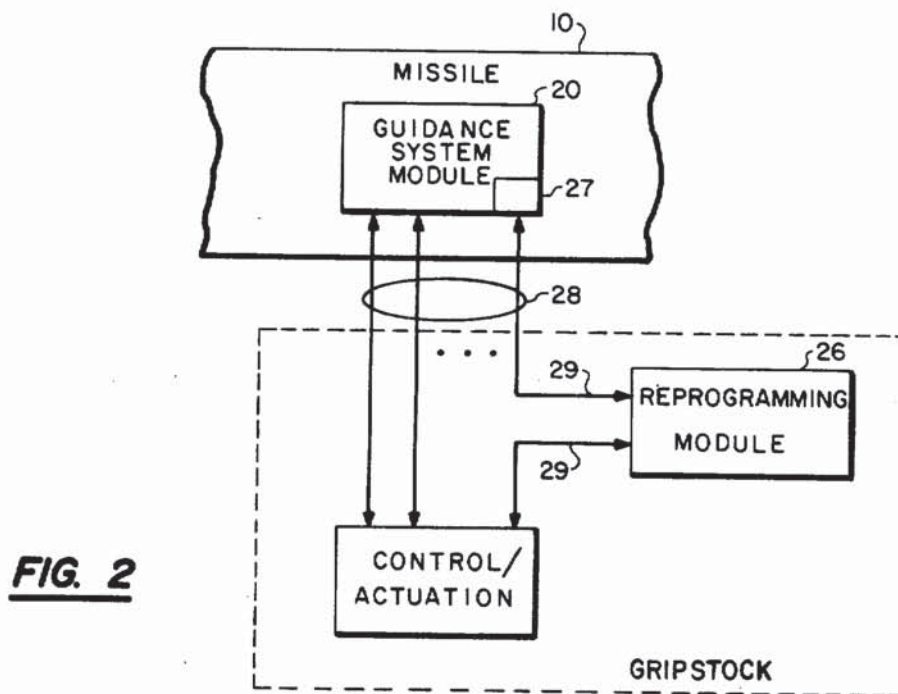 10
MISSILE
20
GUIDANCE
SYSTEM
MODULE
27
28
...
26
29
REPROGRAMMING
MODULE
29
CONTROL/
ACTUATION
FIG. 2
GRIPSTOCK